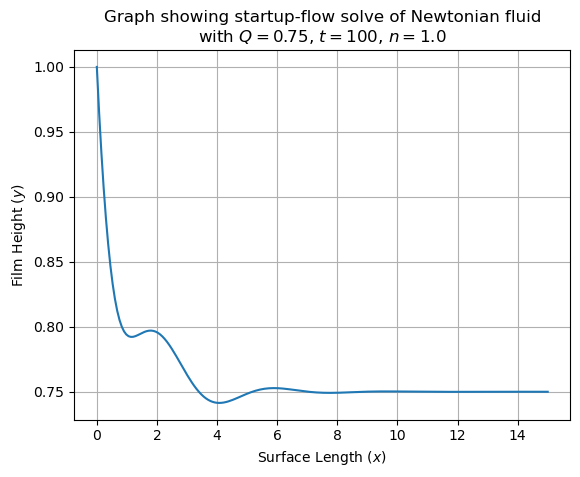 Graph showing startup-flow solve of Newtonian fluid
with Q = 0.75, t = 100, n = 1.0
1.00
0.95
0.90
0.85
0.80
0.75
Film Height (y)
0 2 4 6 8 10 12 14
Surface Length (x)